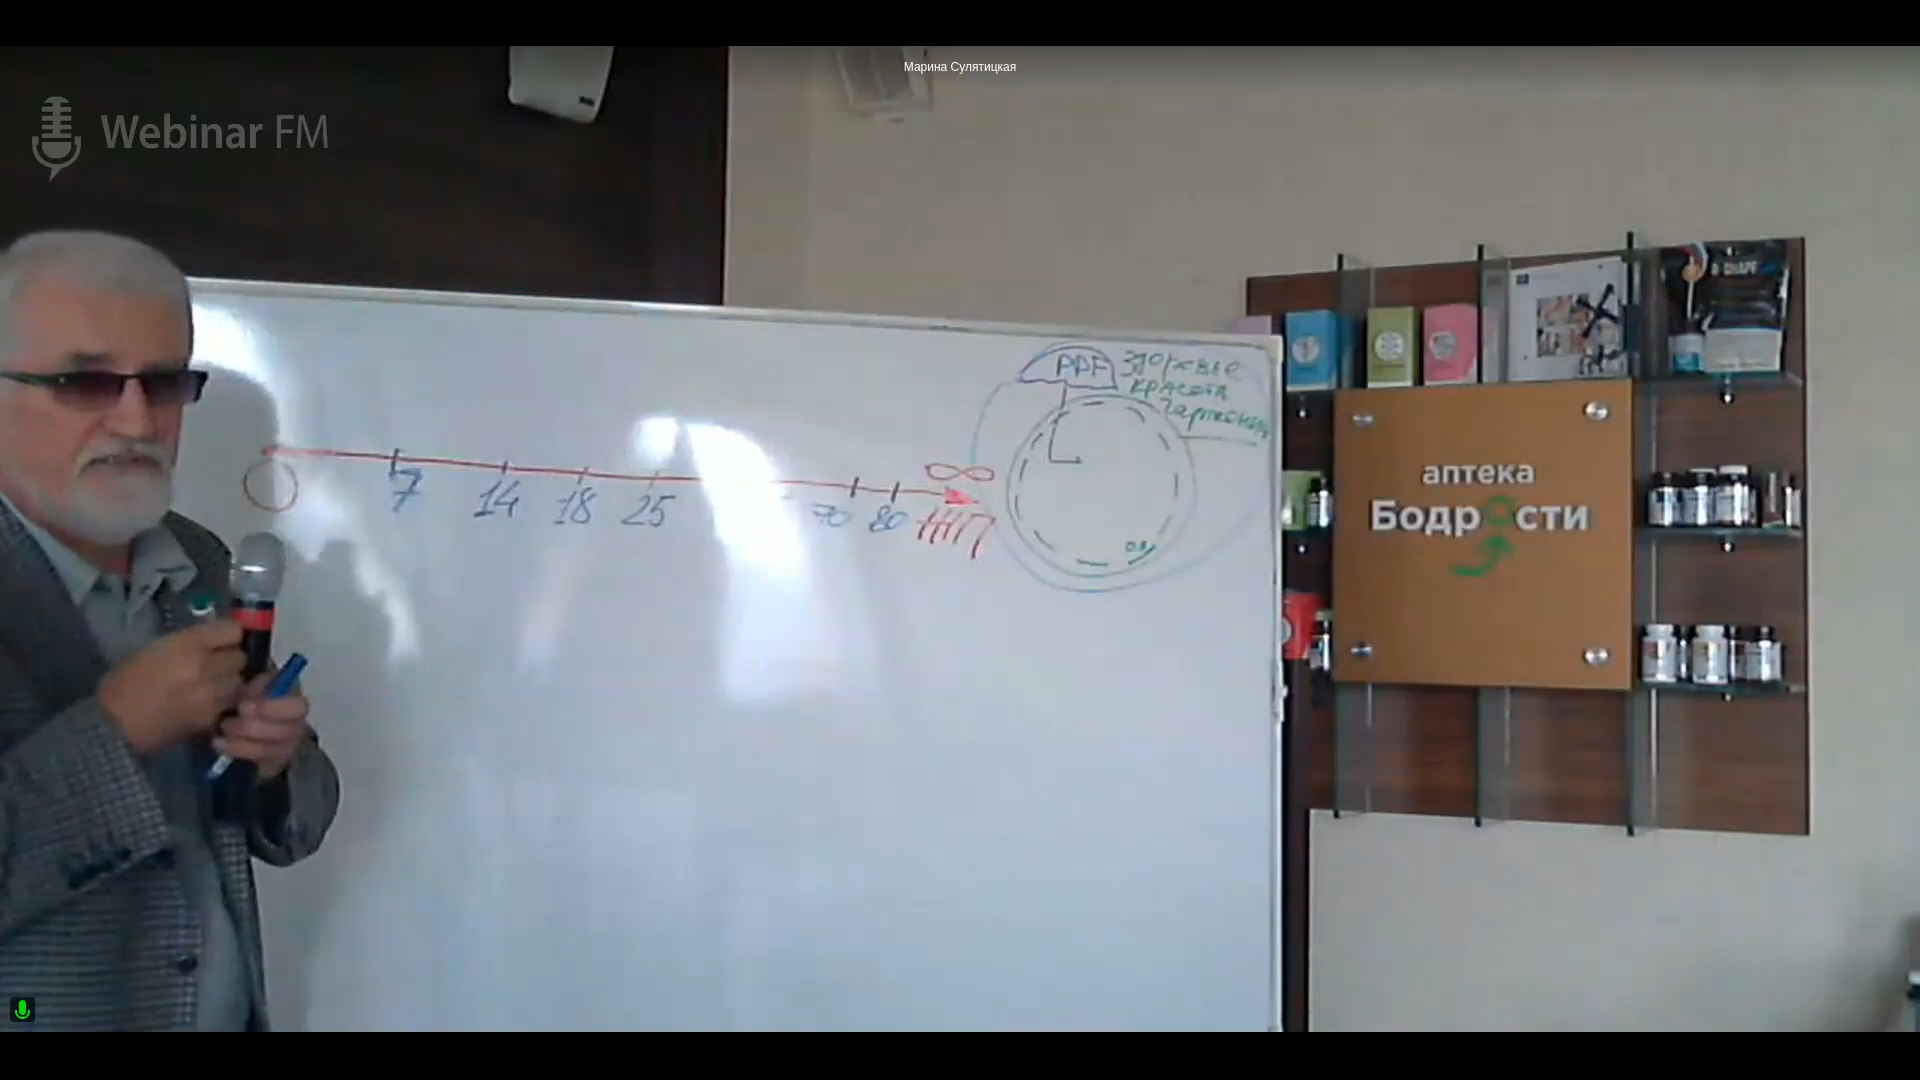 Марина Сулятицкая
Webinar FM
PPF
здоровье
красота
7
14
18
25
70
80
∞
аптека
Бодрости